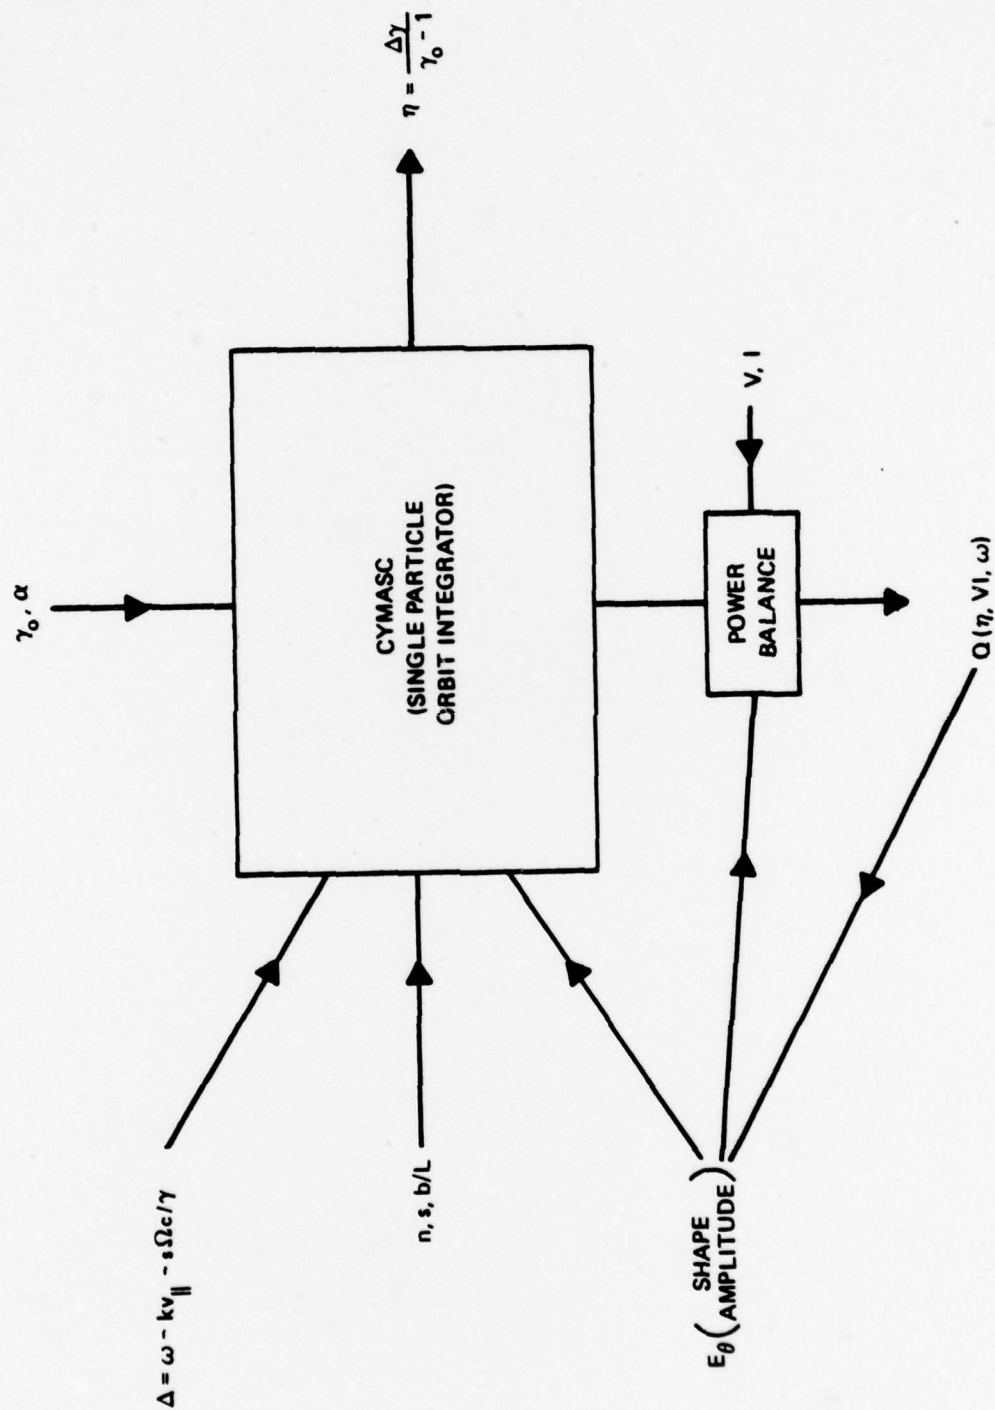 γ₀, α
Δ = ω - kv∥ - sΩc/γ
n, s, b/L
E_θ (SHAPE
AMPLITUDE)
CYMASC
(SINGLE PARTICLE
ORBIT INTEGRATOR)
η = Δγ / γ₀ - 1
POWER
BALANCE
V, I
Q (η, VI, ω)